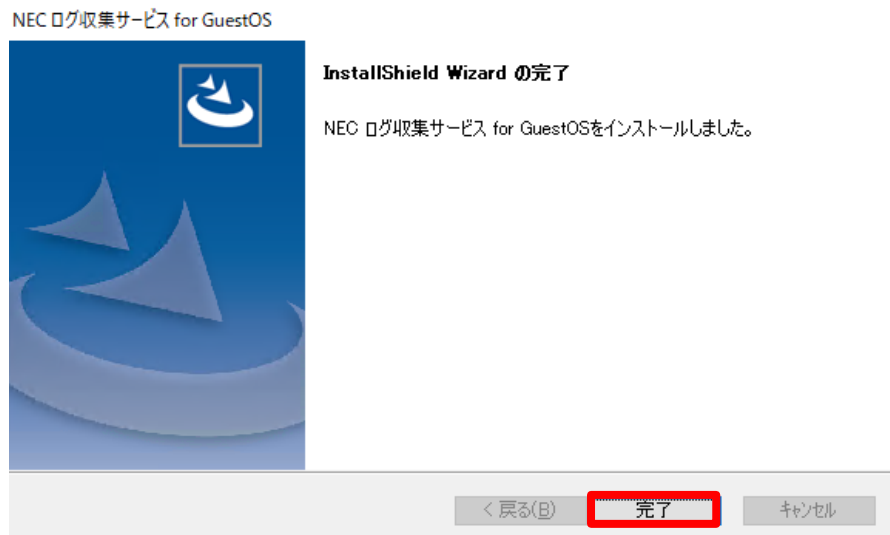 NEC ログ収集サービス for GuestOS
InstallShield Wizard の完了
NEC ログ収集サービス for GuestOSをインストールしました。
< 戻る(B)
完了
キャンセル